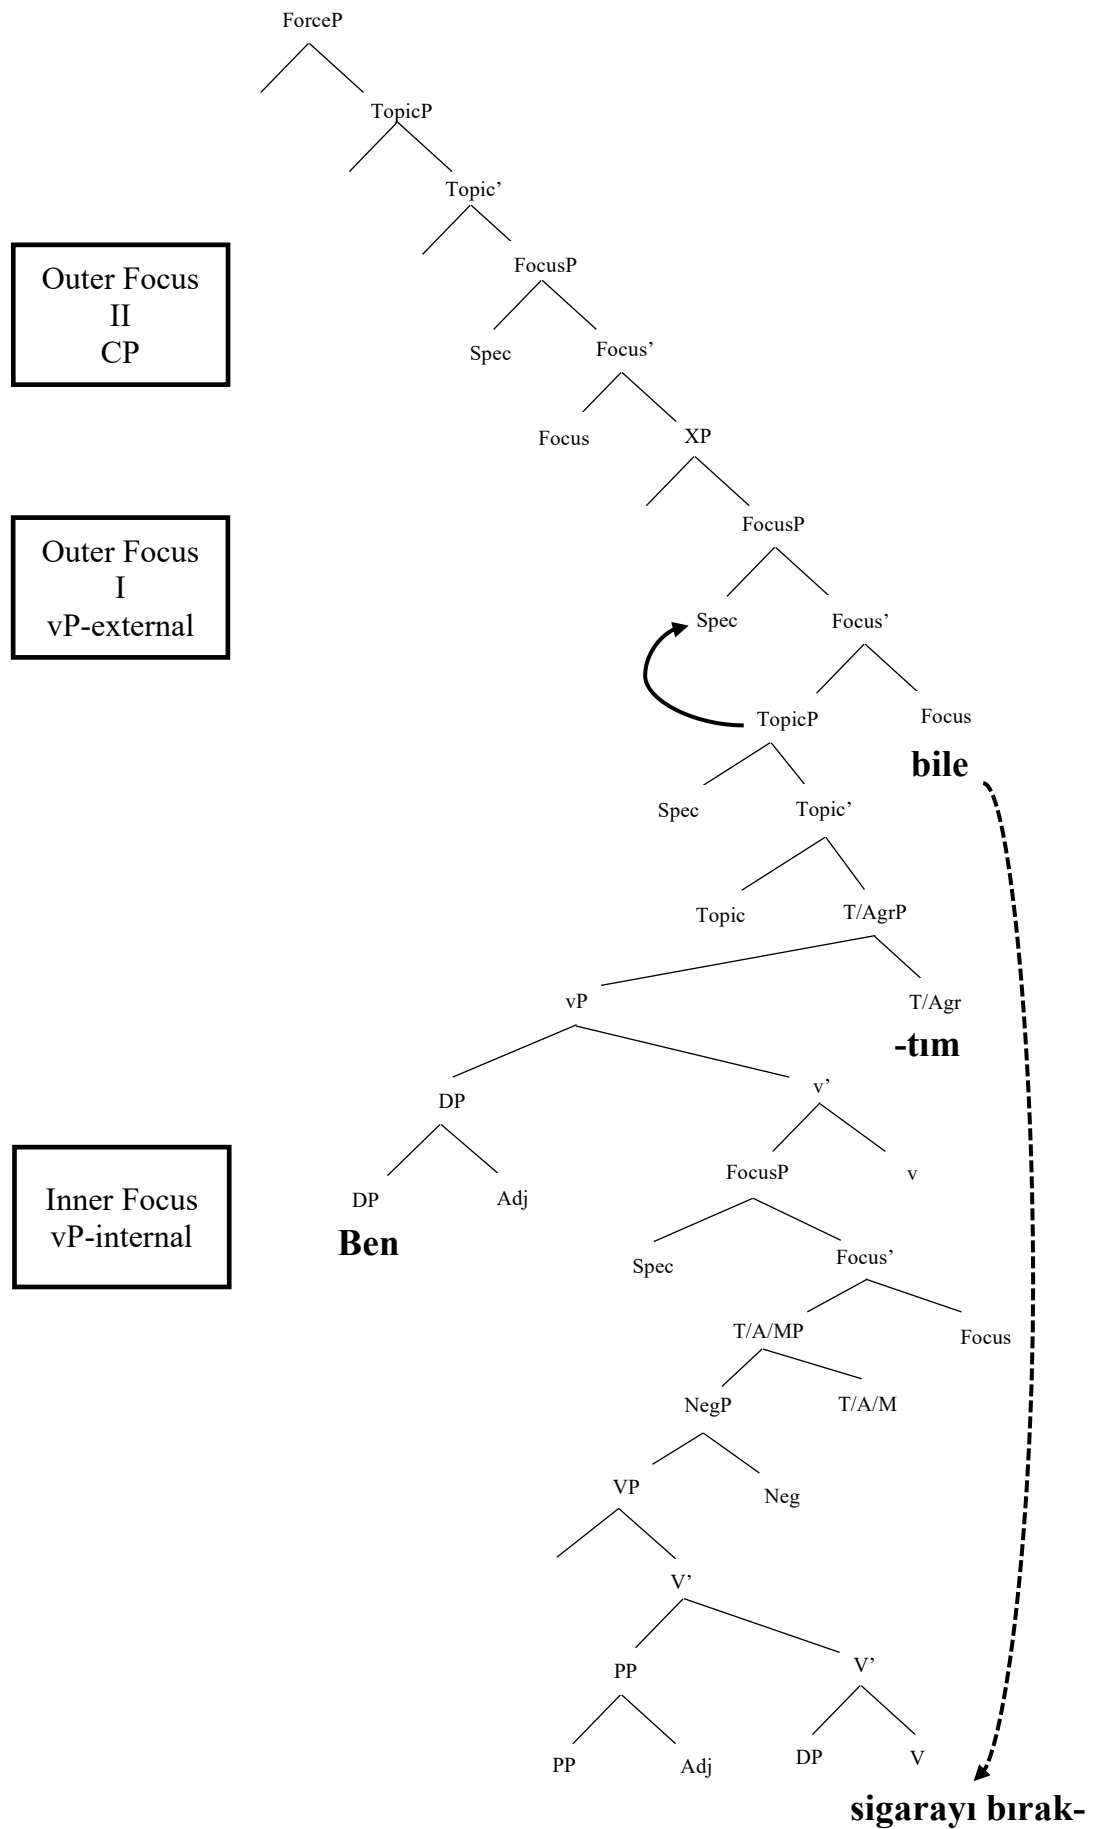 ForceP
TopicP
Topic’
Outer Focus
II
CP
FocusP
Spec Focus’
Focus XP
Outer Focus
I
vP-external
FocusP
Spec Focus’
TopicP Focus
bile
Spec Topic’
Topic T/AgrP
vP T/Agr
-tım
DP v’
Inner Focus
vP-internal
FocusP v
DP Adj
Ben
Spec Focus’
T/A/MP Focus
NegP T/A/M
VP Neg
V’
PP V’
PP Adj DP V
sigarayı bırak-